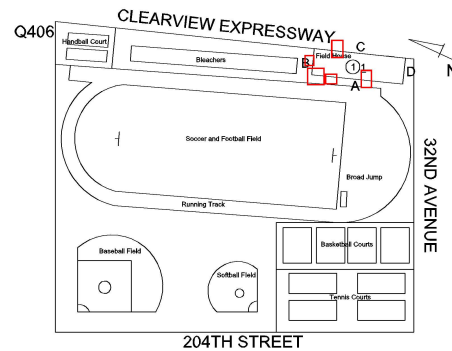 CLEARVIEW EXPRESSWAY
Q406
Handball Court
Bleachers
Field House
C
B
1
1
D
A
N
Soccer and Football Field
Broad Jump
Running Track
32ND AVENUE
Basketball Courts
Baseball Field
Softball Field
Tennis Courts
204TH STREET